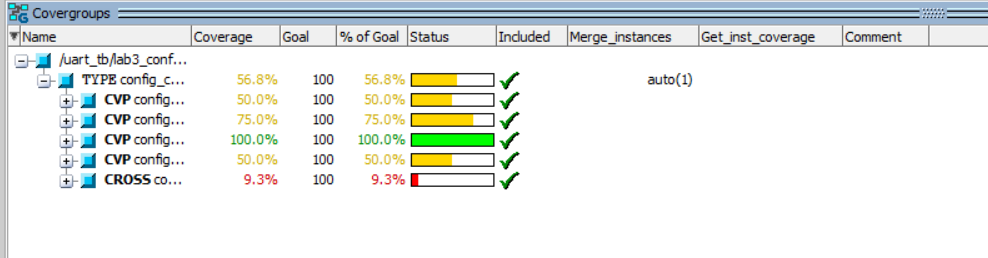 Covergroups
Name Coverage Goal % of Goal Status Included Merge_instances Get_inst_coverage Comment
/uart_tb/lab3_conf...
TYPE config_c... 56.8% 100 56.8% auto(1)
CVP config... 50.0% 100 50.0%
CVP config... 75.0% 100 75.0%
CVP config... 100.0% 100 100.0%
CVP config... 50.0% 100 50.0%
CROSS co... 9.3% 100 9.3%